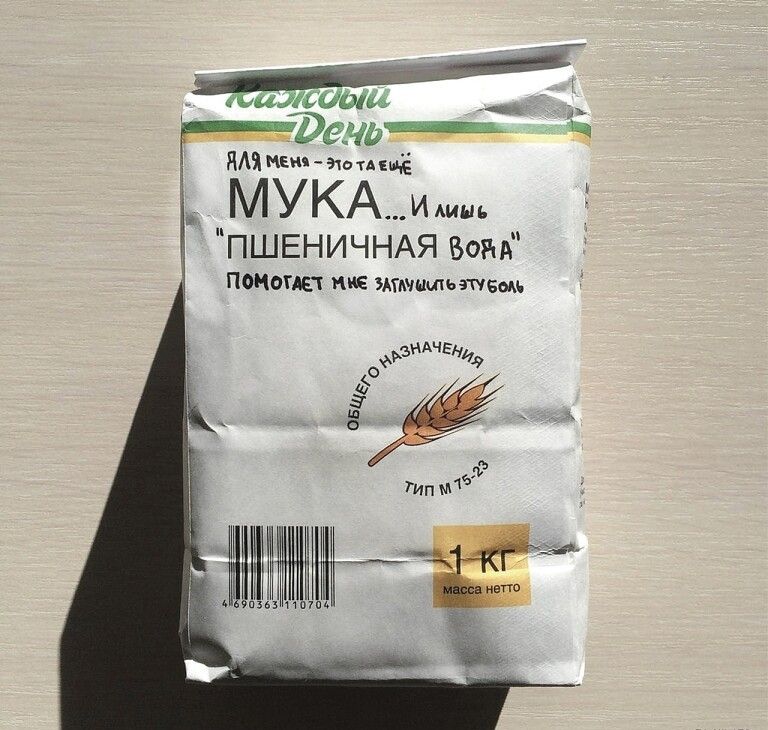 Каждый
День
ДЛЯ МЕНЯ - ЭТО ТА ЕЩЁ
МУКА... И лишь
"ПШЕНИЧНАЯ ВОДА"
ПОМОГАЕТ МНЕ ЗАГЛУШИТЬ ЭТУ БОЛЬ
ОБЩЕГО НАЗНАЧЕНИЯ
ТИП М 75-23
1 КГ
масса нетто
4 690363 110704